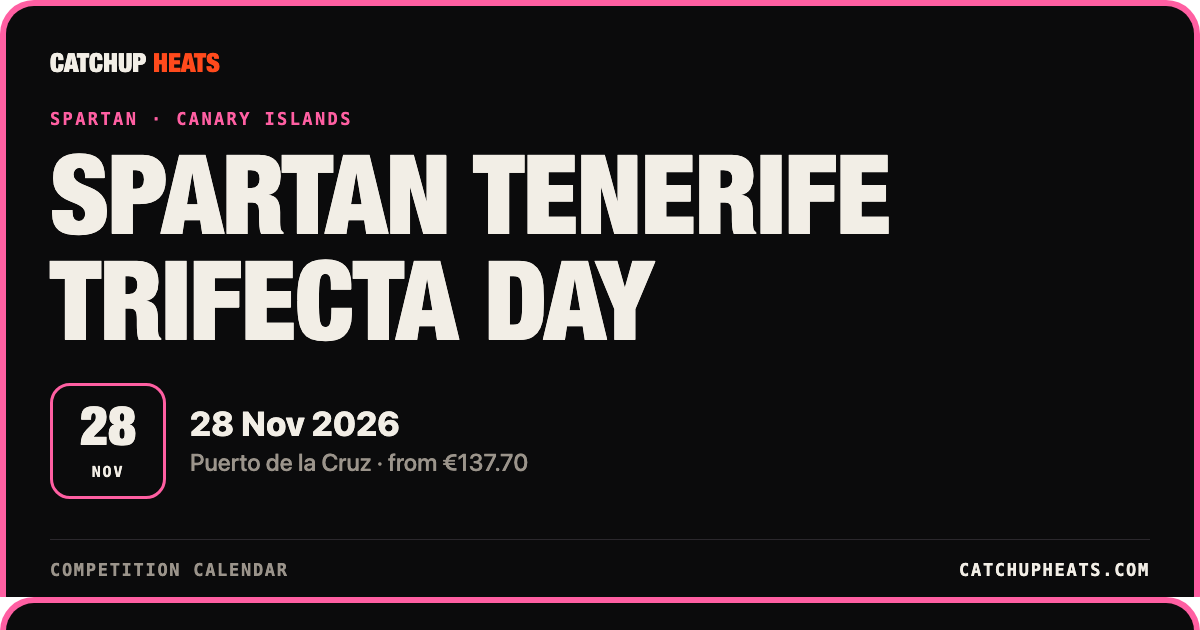 CATCHUP HEATS
SPARTAN · CANARY ISLANDS
SPARTAN TENERIFE
TRIFECTA DAY
28
NOV
28 Nov 2026
Puerto de la Cruz · from €137.70
COMPETITION CALENDAR
CATCHUPHEATS.COM